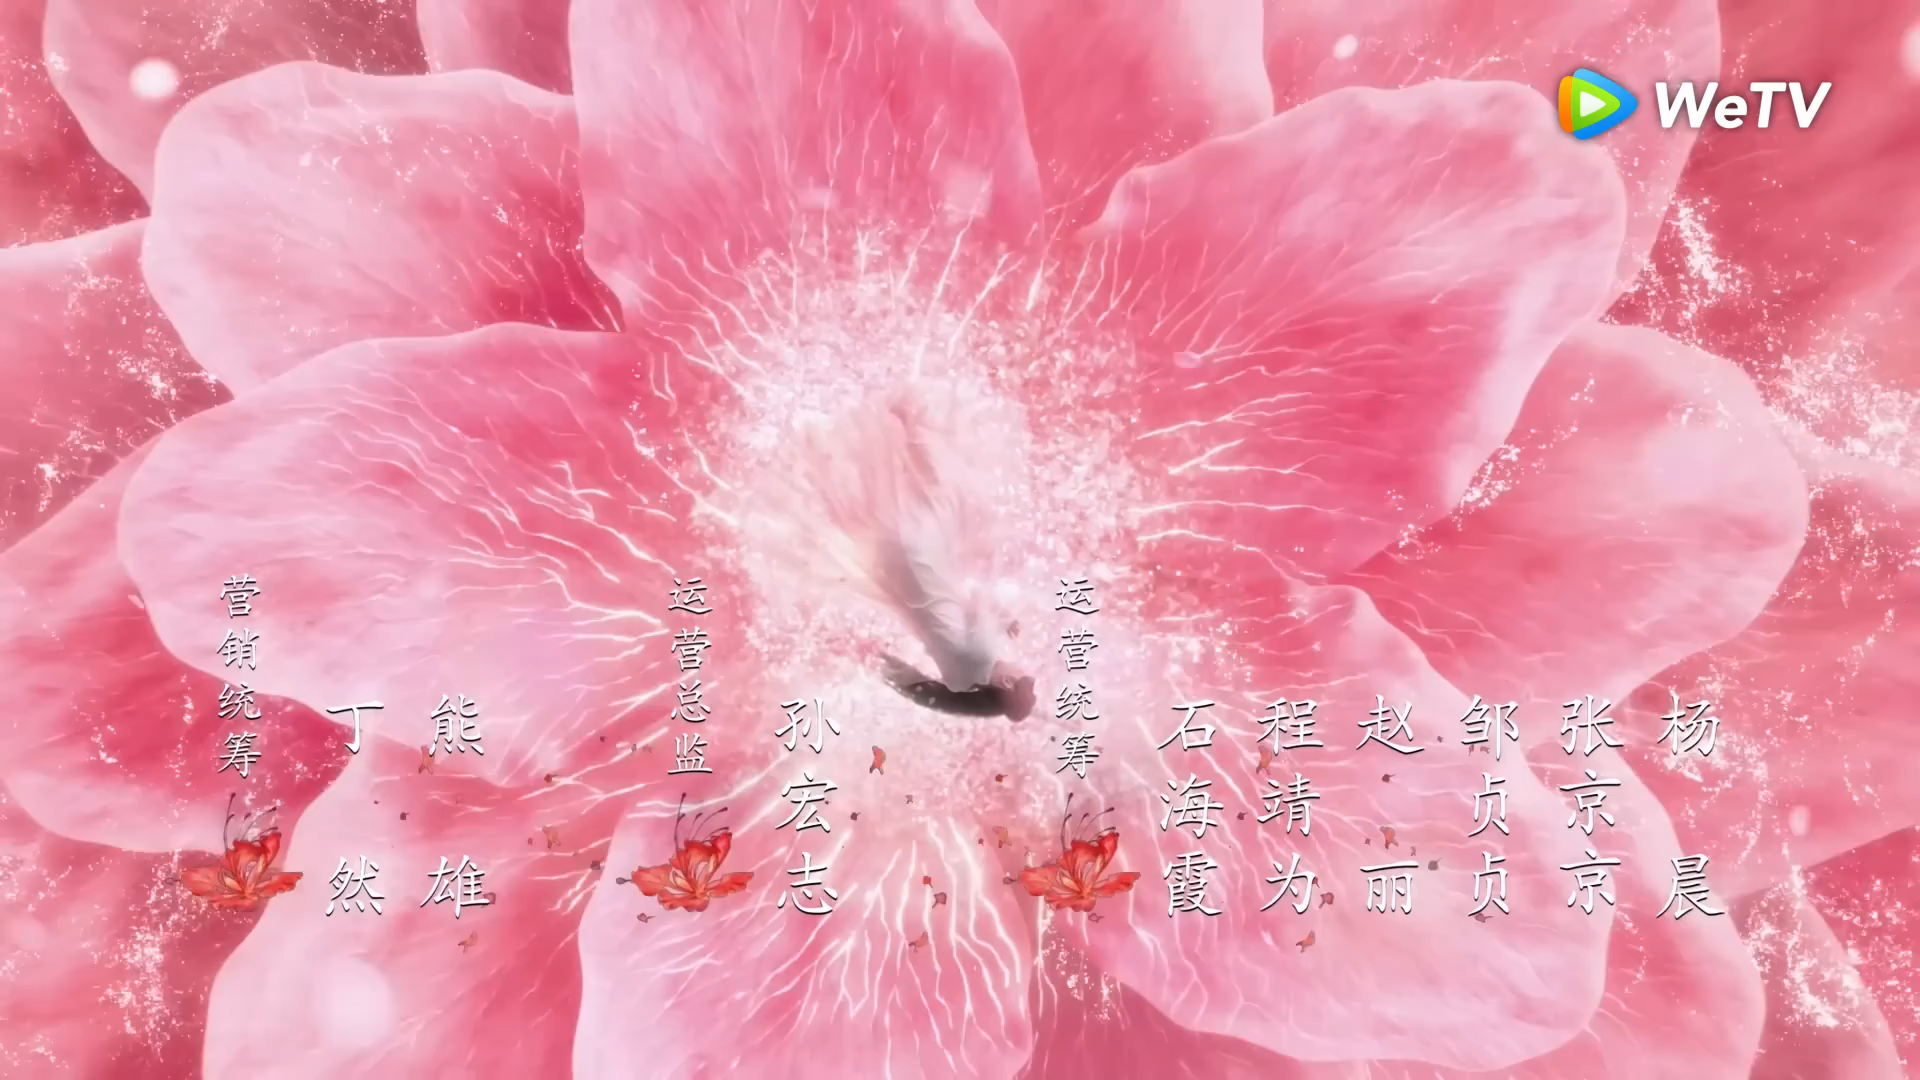 WeTV
营销统筹
丁然
熊雄
运营总监
孙宏志
运营统筹
石海霞
程靖为
赵丽
邹贞贞
张京京
杨晨